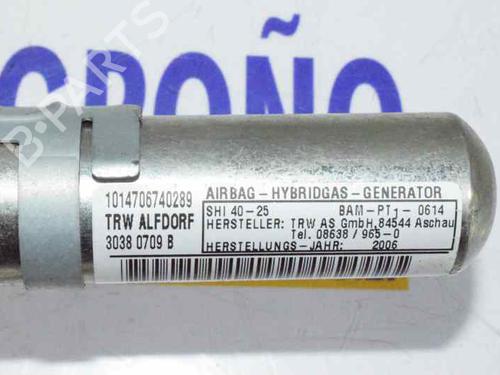 GROÑO
B-PARTS
1014706740289
TRW ALFDORF
3038 0709 B
AIRBAG-HYBRIDGAS-GENERATOR
SHI 40-25 BAM-PT1-0614
HERSTELLER: TRW AS GmbH,84544 Aschau
Tel. 08638/965-0
HERSTELLUNGS-JAHR: 2006